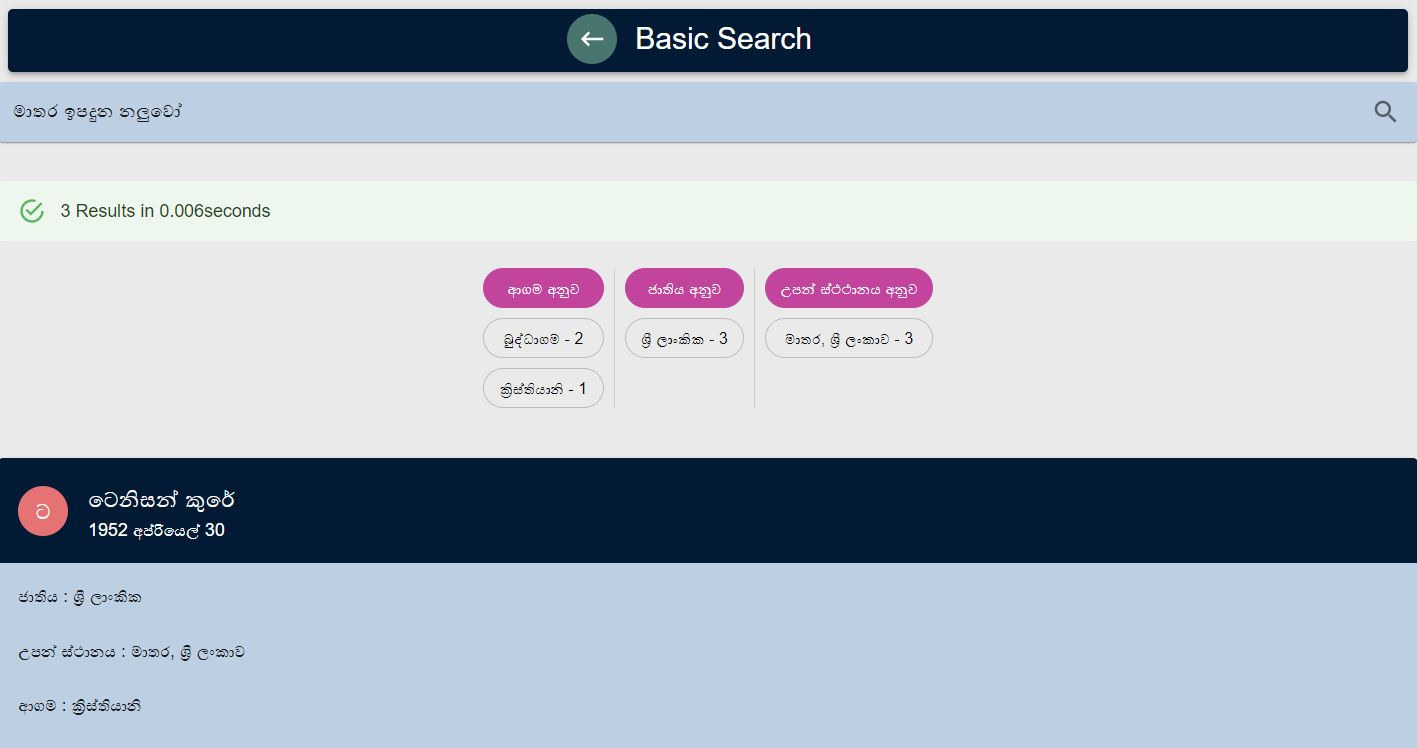 Basic Search
මාතර ඉපදුන නලුවෝ
3 Results in 0.006seconds
ආගම අනුව
ජාතිය අනුව
උපන් ස්ථථානය අනුව
බුද්ධාගම - 2
ශ්‍රී ලාංකික - 3
මාතර, ශ්‍රී ලංකාව - 3
ක්‍රිස්තියානි - 1
ට
ටෙනිසන් කුරේ
1952 අප්රියෙල් 30
ජාතිය : ශ්‍රී ලාංකික
උපන් ස්ථානය : මාතර, ශ්‍රී ලංකාව
ආගම : ක්‍රිස්තියානි